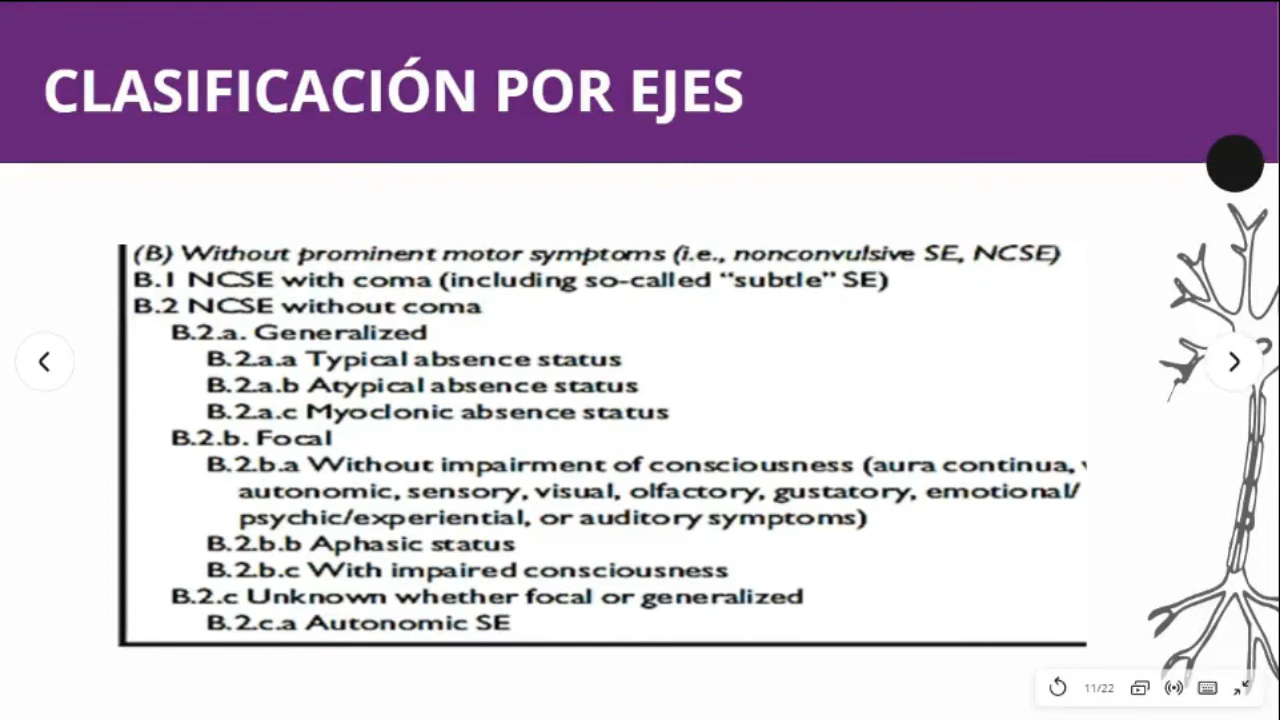 CLASIFICACIÓN POR EJES
(B) Without prominent motor symptoms (i.e., nonconvulsive SE, NCSE)
B.1 NCSE with coma (including so-called “subtle” SE)
B.2 NCSE without coma
B.2.a. Generalized
B.2.a.a Typical absence status
B.2.a.b Atypical absence status
B.2.a.c Myoclonic absence status
B.2.b. Focal
B.2.b.a Without impairment of consciousness (aura continua,
autonomic, sensory, visual, olfactory, gustatory, emotional/
psychic/experiential, or auditory symptoms)
B.2.b.b Aphasic status
B.2.b.c With impaired consciousness
B.2.c Unknown whether focal or generalized
B.2.c.a Autonomic SE
11/22